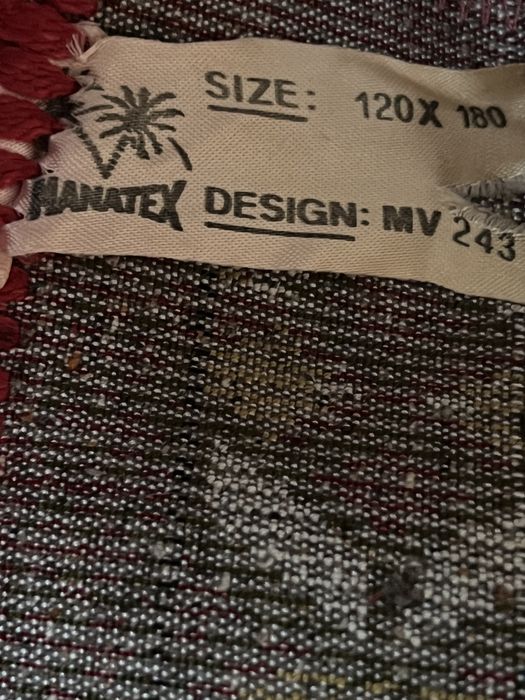 SIZE: 120X 180
MANATEX
DESIGN: MV 243